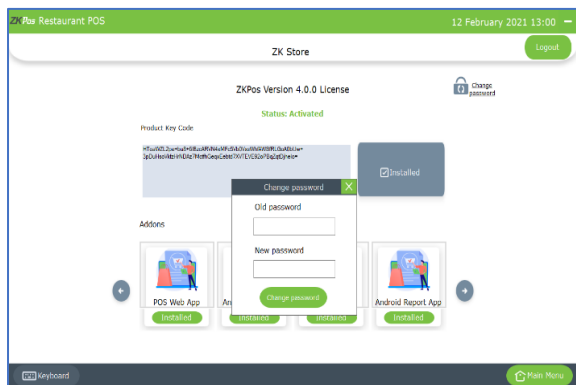 ZKPos Restaurant POS
12 February 2021 13:00
ZK Store
Logout
ZKPos Version 4.0.0 License
Change
password
Status: Activated
Product Key Code
Installed
Change password
X
Old password
New password
Change password
Addons
POS Web App
An
Android Report App
Installed
Installed
Installed
Installed
Keyboard
Main Menu